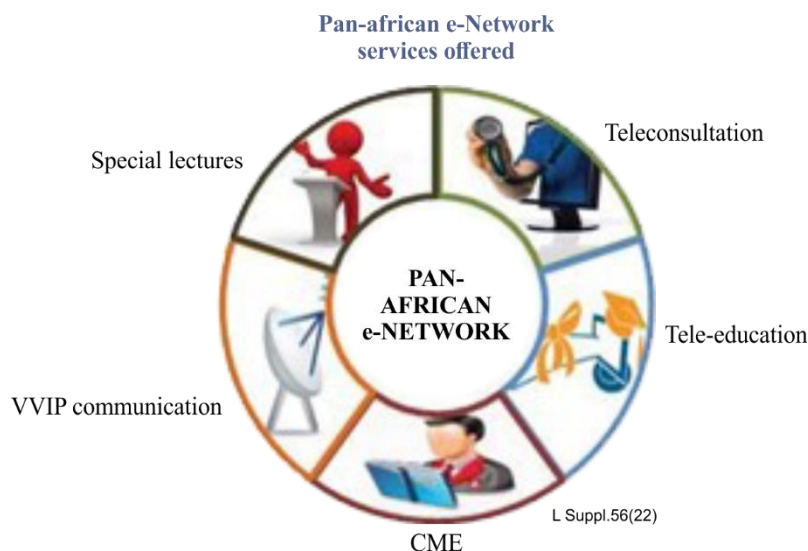 Pan-african e-Network
services offered
Special lectures
Teleconsultation
PAN-
AFRICAN
e-NETWORK
Tele-education
VVIP communication
L Suppl.56(22)
CME